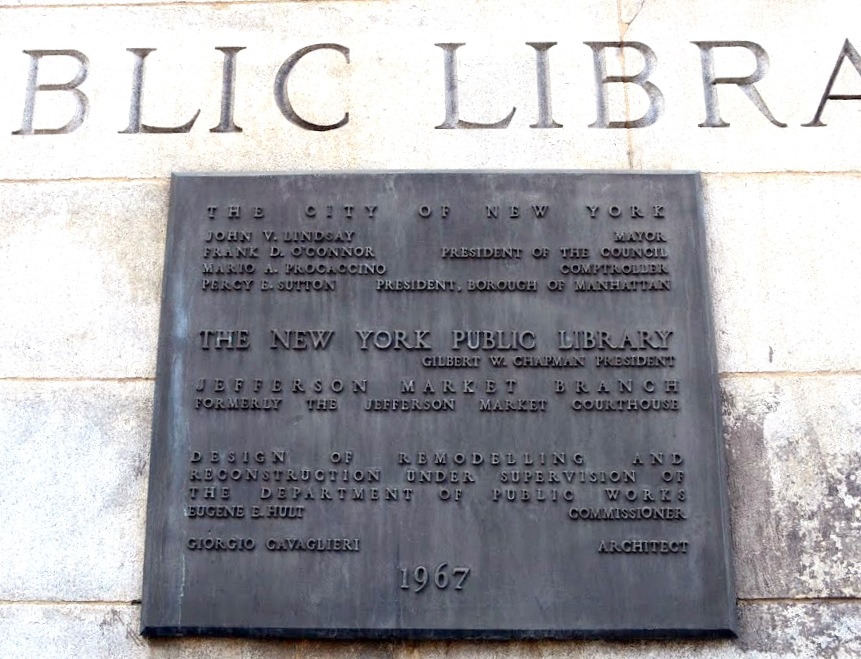 BLIC LIBRA
THE CITY OF NEW YORK
JOHN V. LINDSAY MAYOR
FRANK D. O'CONNOR PRESIDENT OF THE COUNCIL
MARIO A. PROCACCINO COMPTROLLER
PERCY E. SUTTON PRESIDENT, BOROUGH OF MANHATTAN
THE NEW YORK PUBLIC LIBRARY
GILBERT W. CHAPMAN PRESIDENT
JEFFERSON MARKET BRANCH
FORMERLY THE JEFFERSON MARKET COURTHOUSE
DESIGN OF REMODELLING AND
RECONSTRUCTION UNDER SUPERVISION OF
THE DEPARTMENT OF PUBLIC WORKS
EUGENE E. HULT COMMISSIONER
GIORGIO CAVAGLIERI ARCHITECT
1967